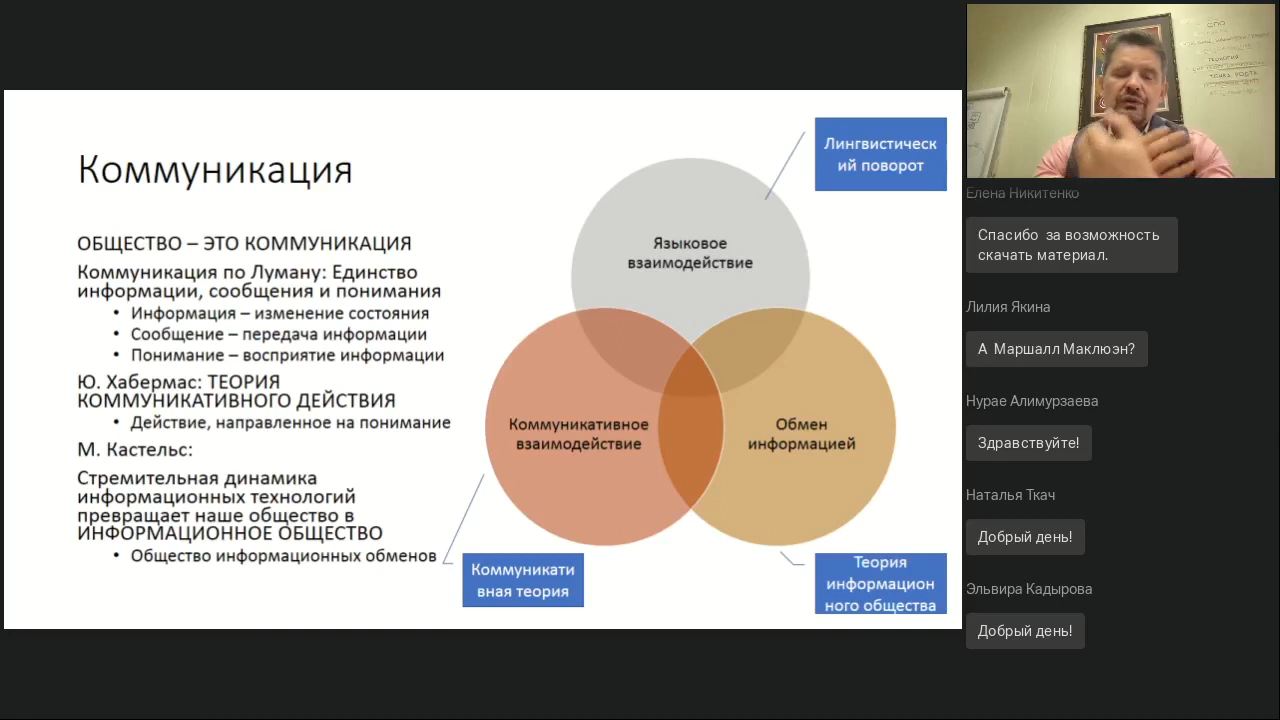 Коммуникация
ОБЩЕСТВО – ЭТО КОММУНИКАЦИЯ
Коммуникация по Луману: Единство
информации, сообщения и понимания
• Информация – изменение состояния
• Сообщение – передача информации
• Понимание – восприятие информации
Ю. Хабермас: ТЕОРИЯ
КОММУНИКАТИВНОГО ДЕЙСТВИЯ
• Действие, направленное на понимание
М. Кастельс:
Стремительная динамика
информационных технологий
превращает наше общество в
ИНФОРМАЦИОННОЕ ОБЩЕСТВО
• Общество информационных обменов
Лингвистическ
ий поворот
Языковое
взаимодействие
Коммуникативное
взаимодействие
Обмен
информацией
Коммуникати
вная теория
Теория
информацион
ного общества
Елена Никитенко
Спасибо за возможность
скачать материал.
Лилия Якина
А Маршалл Маклюэн?
Нурае Алимурзаева
Здравствуйте!
Наталья Ткач
Добрый день!
Эльвира Кадырова
Добрый день!